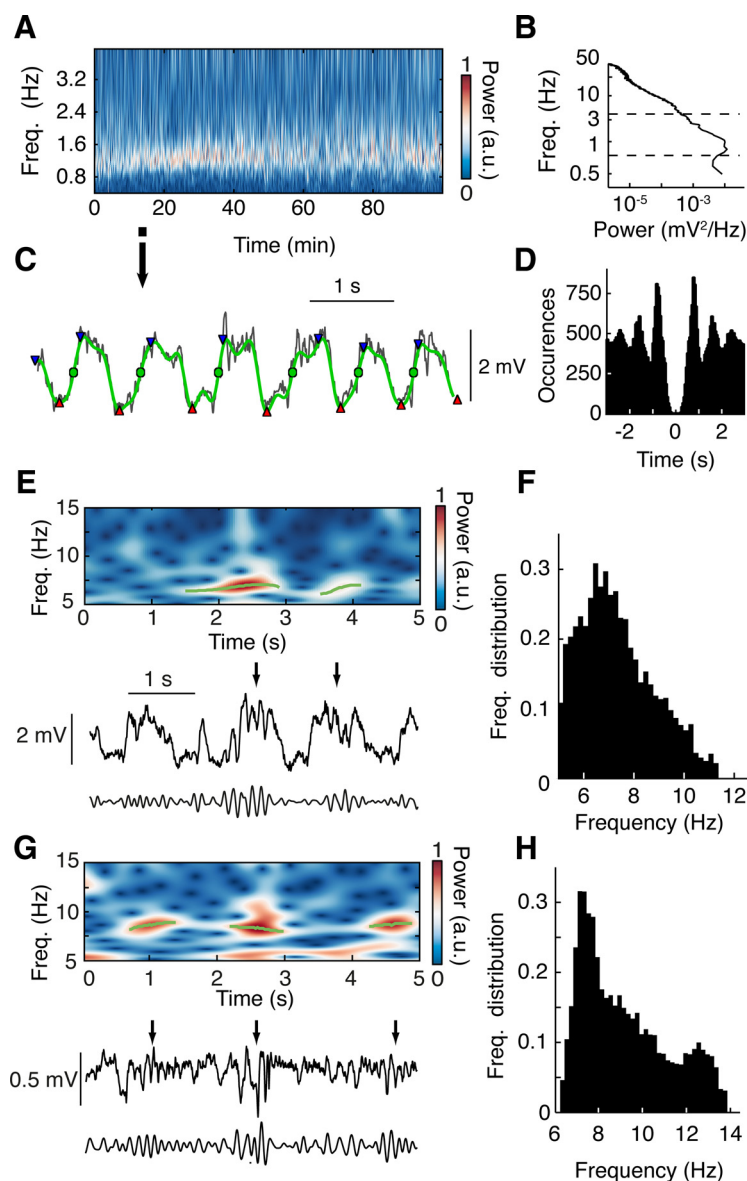 A
Freq. (Hz)
3.2
2.4
1.6
0.8
0 20 40 60 80
Time (min)
1
Power (a.u.)
0
B
Freq. (Hz)
50
10
3
1
0.5
10-5 10-3
Power (mV2/Hz)
C
1 s
2 mV
D
Occurences
750
500
250
0
-2 0 2
Time (s)
E
Freq. (Hz)
15
10
5
0 1 2 3 4 5
Time (s)
1
Power (a.u.)
0
1 s
2 mV
F
Freq. distribution
0.3
0.2
0.1
0
6 8 10 12
Frequency (Hz)
G
Freq. (Hz)
15
10
5
0 1 2 3 4 5
Time (s)
1
Power (a.u.)
0
0.5 mV
H
Freq. distribution
0.3
0.2
0.1
0
6 8 10 12 14
Frequency (Hz)